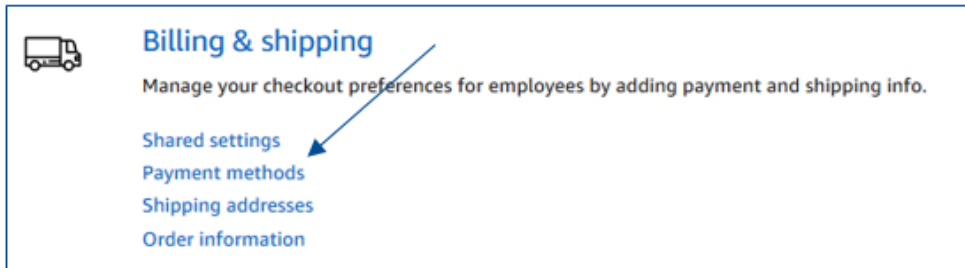 Billing & shipping
Manage your checkout preferences for employees by adding payment and shipping info.
Shared settings
Payment methods
Shipping addresses
Order information